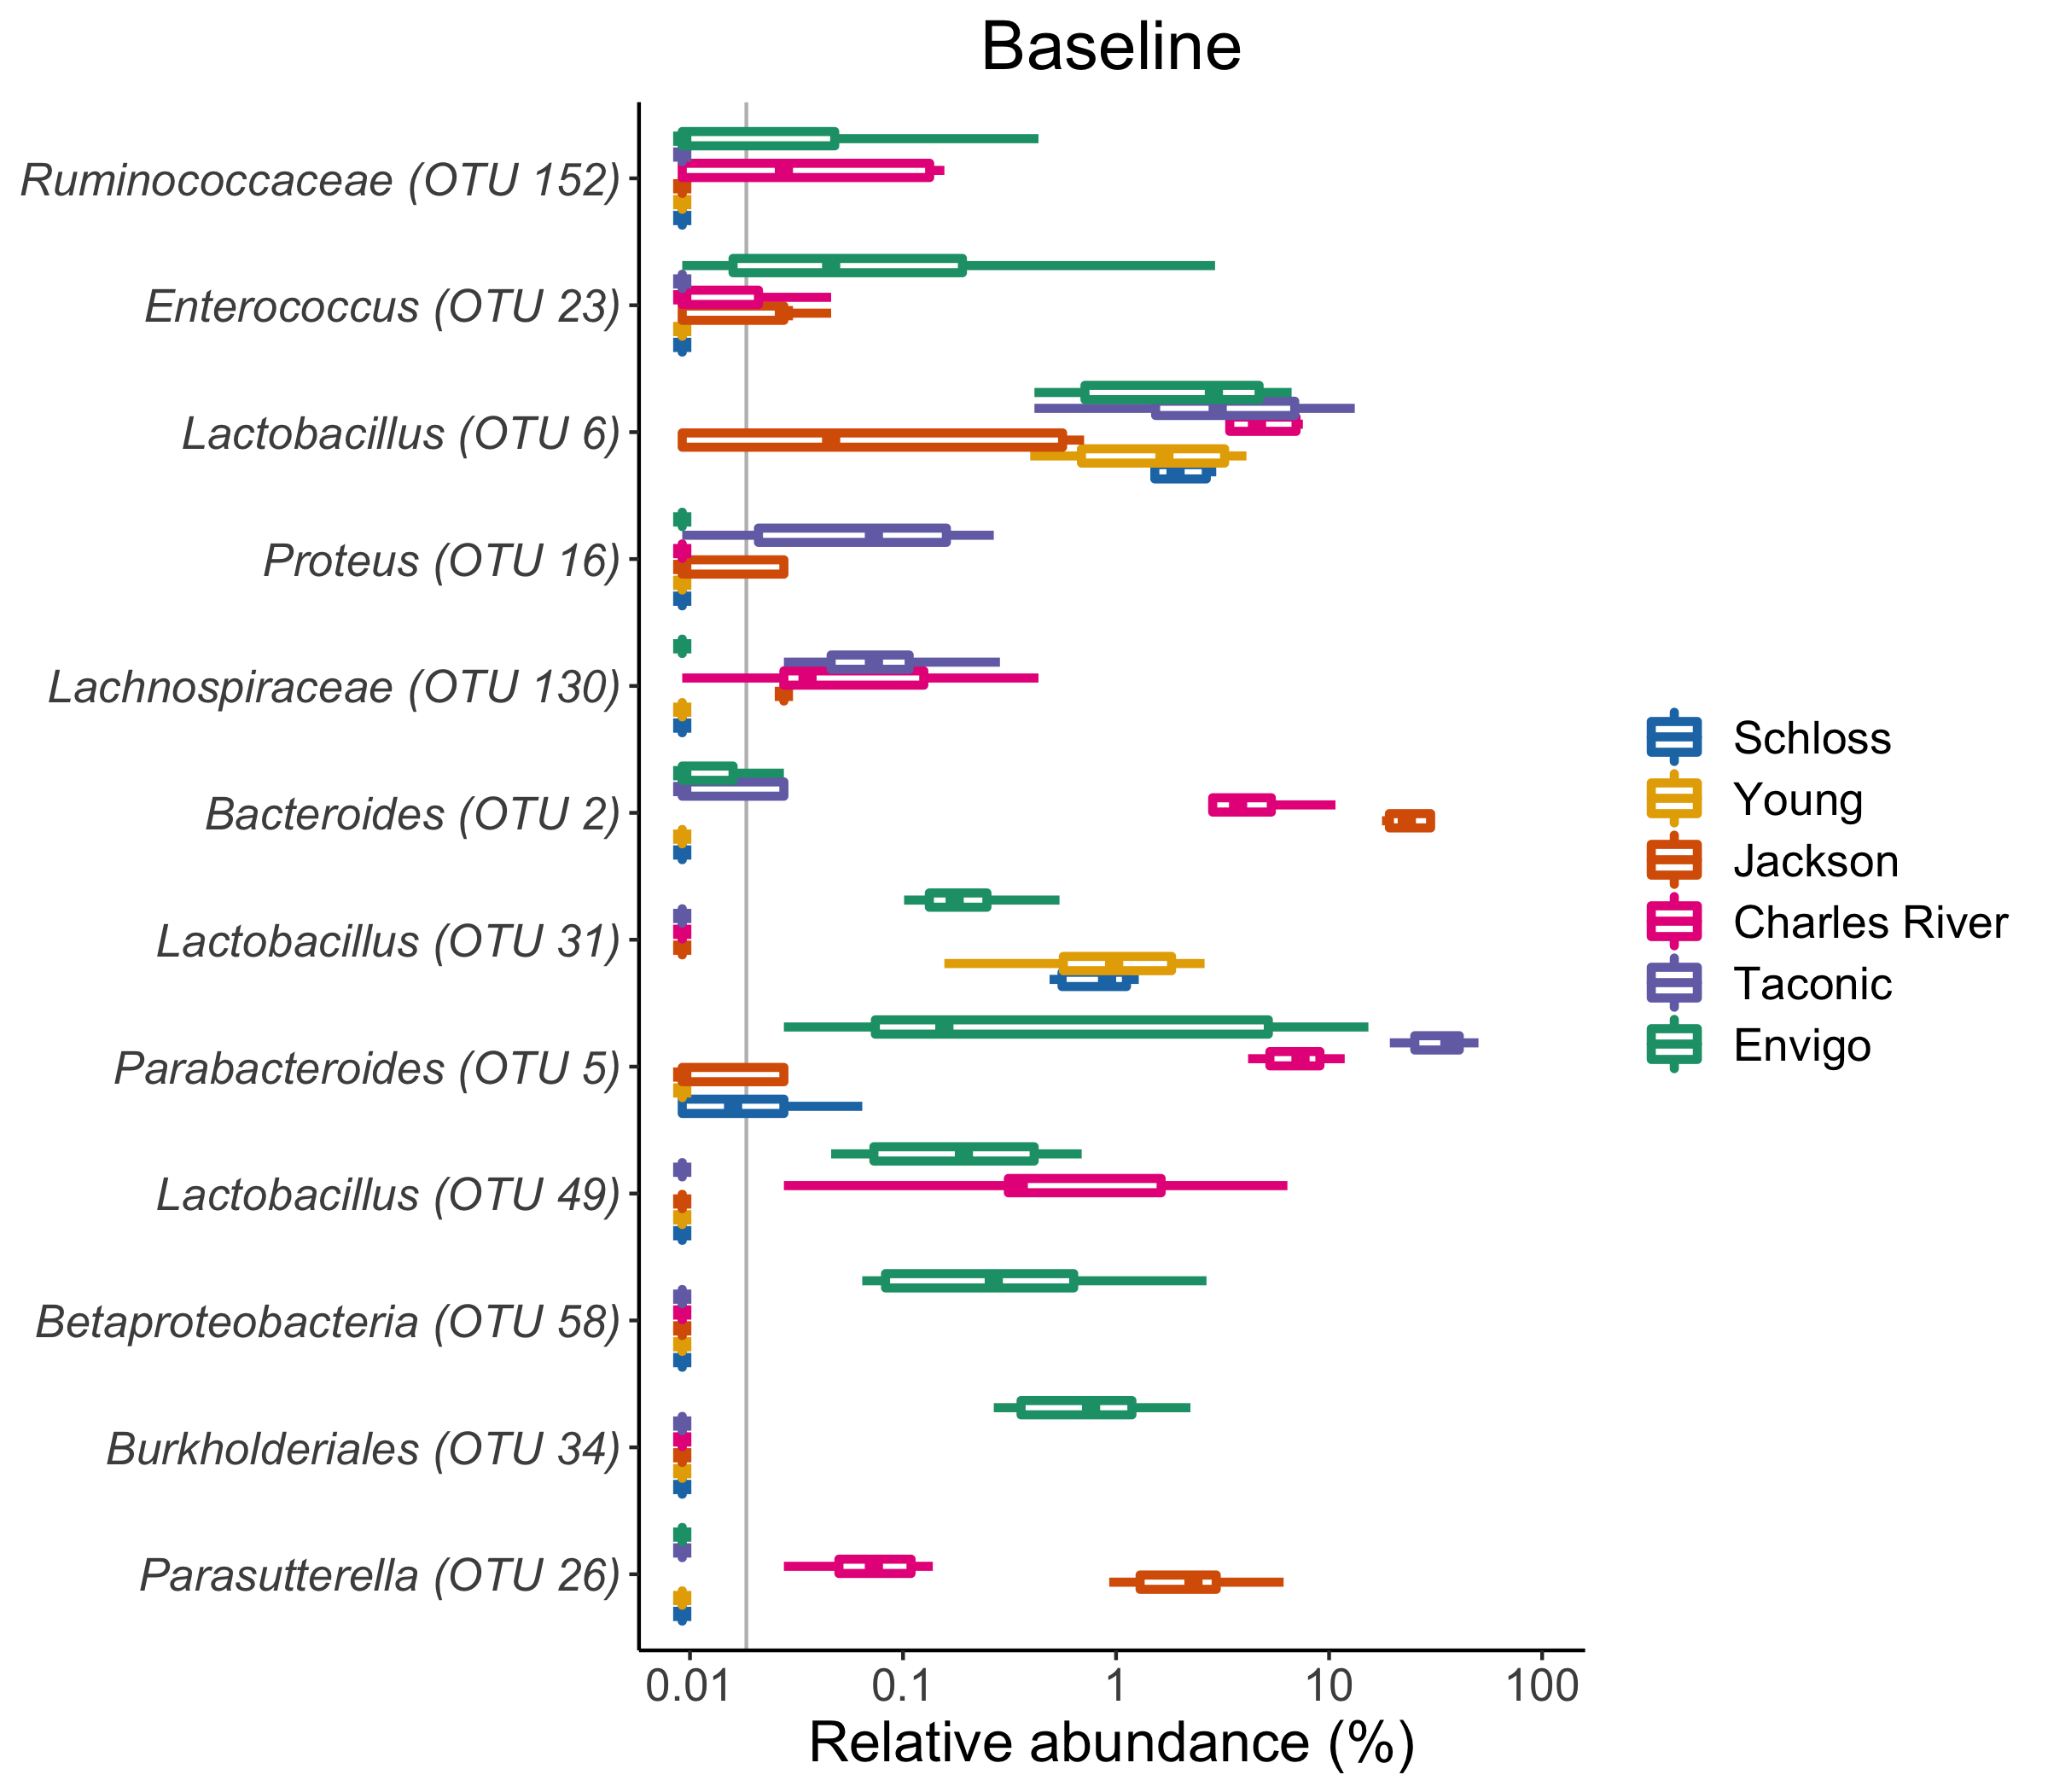 Baseline
Ruminococcaceae (OTU 152)
Enterococcus (OTU 23)
Lactobacillus (OTU 6)
Proteus (OTU 16)
Lachnospiraceae (OTU 130)
Bacteroides (OTU 2)
Lactobacillus (OTU 31)
Parabacteroides (OTU 5)
Lactobacillus (OTU 49)
Betaproteobacteria (OTU 58)
Burkholderiales (OTU 34)
Parasutterella (OTU 26)
0.01 0.1 1 10 100
Relative abundance (%)
Schloss
Young
Jackson
Charles River
Taconic
Envigo